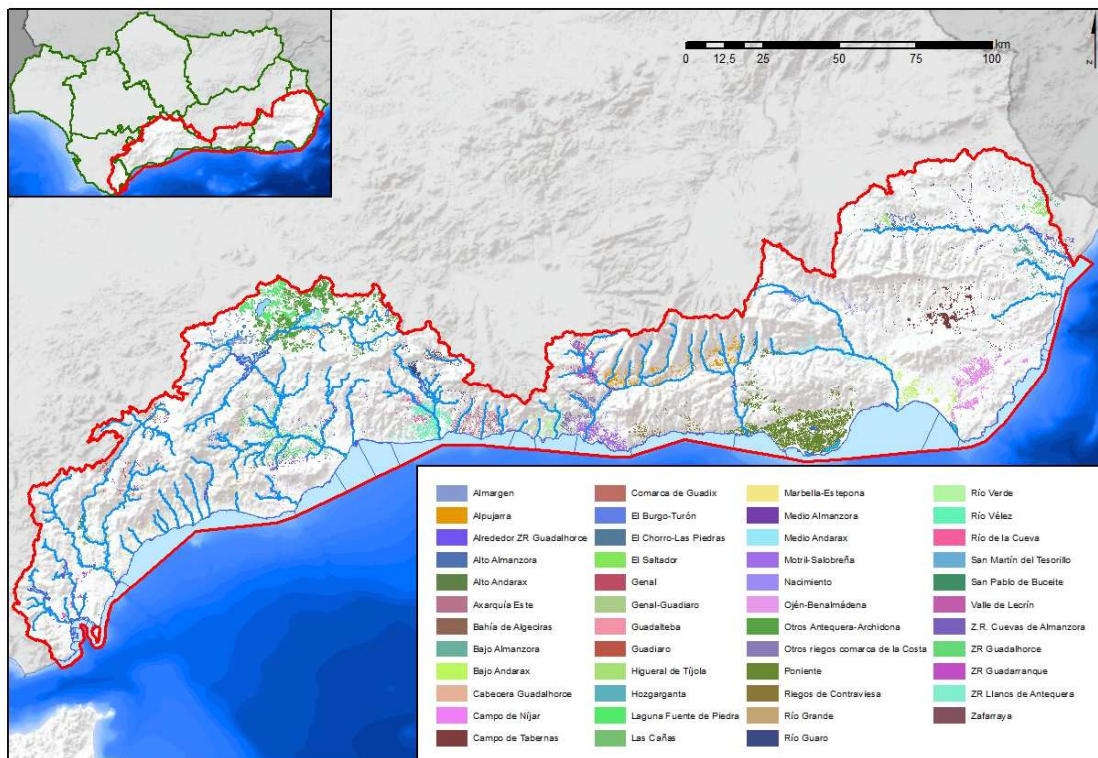 km
0 12.5 25 50 75 100
N
Almargen
Alpujarra
Alrededor ZR Guadalhorce
Alto Almanzora
Alto Andarax
Axarquía Este
Bahía de Algeciras
Bajo Almanzora
Bajo Andarax
Cabecera Guadalhorce
Campo de Níjar
Campo de Tabernas
Comarca de Guadix
El Burgo-Turón
El Chorro-Las Piedras
El Saltador
Genal
Genal-Guadiaro
Guadalteba
Guadiaro
Higueral de Tíjola
Hozgarganta
Laguna Fuente de Piedra
Las Cañas
Marbella-Estepona
Medio Almanzora
Medio Andarax
Motril-Salobreña
Nacimiento
Ojén-Benalmádena
Otros Antequera-Archidona
Otros riegos comarca de la Costa
Poniente
Riegos de Contraviesa
Río Grande
Río Guaro
Río Verde
Río Vélez
Río de la Cueva
San Martín del Tesorillo
San Pablo de Buceite
Valle de Lecrín
Z.R. Cuevas de Almanzora
ZR Guadalhorce
ZR Guadarranque
ZR Llanos de Antequera
Zafarraya